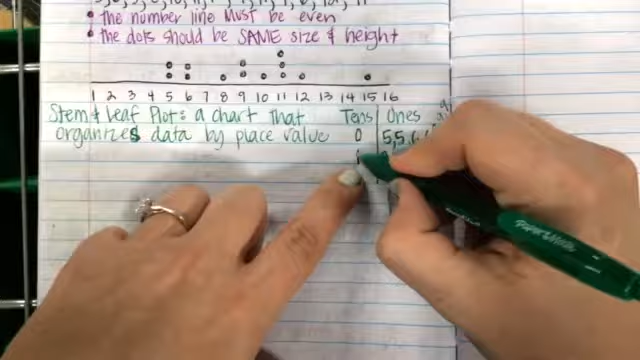 • the number line MUST be even
• the dots should be SAME size & height
1 2 3 4 5 6 7 8 9 10 11 12 13 14 15 16
Stem & Leaf Plot: a chart that Tens Ones
organizes data by place value 0 5,5,6,6
1
Paper Mate